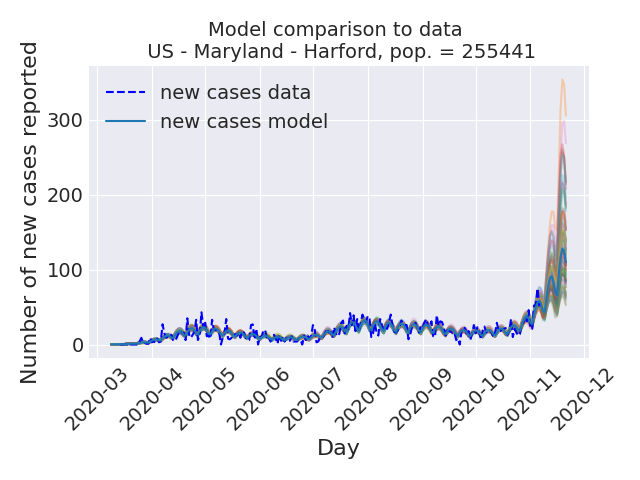 Model comparison to data
US - Maryland - Harford, pop. = 255441
Number of new cases reported
300
200
100
0
new cases data
new cases model
2020-03
2020-04
2020-05
2020-06
2020-07
2020-08
2020-09
2020-10
2020-11
2020-12
Day